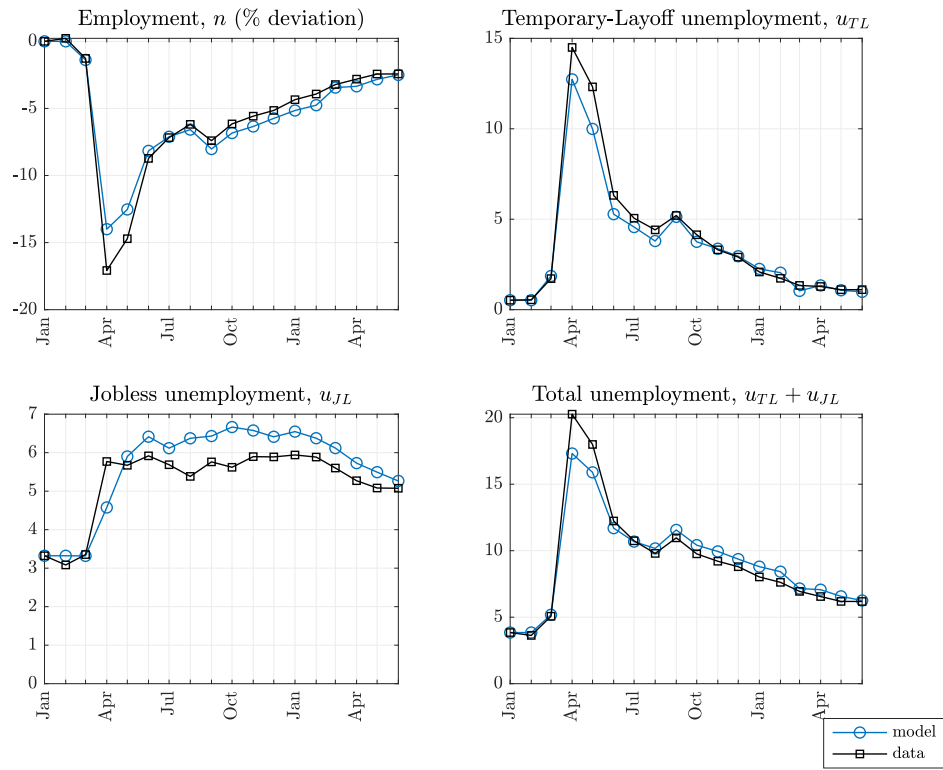 Employment, n (% deviation)
0
-5
-10
-15
-20
Jan
Apr
Jul
Oct
Jan
Apr
Temporary-Layoff unemployment, u_TL
15
10
5
0
Jan
Apr
Jul
Oct
Jan
Apr
Jobless unemployment, u_JL
7
6
5
4
3
2
1
0
Jan
Apr
Jul
Oct
Jan
Apr
Total unemployment, u_TL + u_JL
20
15
10
5
0
Jan
Apr
Jul
Oct
Jan
Apr
model
data